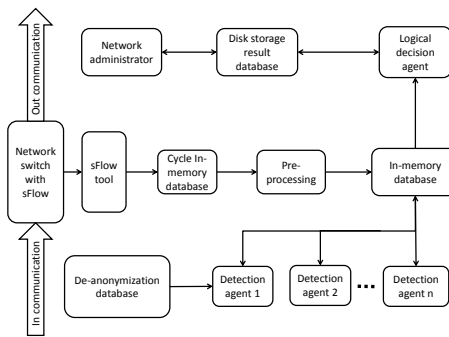 Out communication
Network
administrator
Disk storage
result
database
Logical
decision
agent
Network
switch
with
sFlow
sFlow
tool
Cycle In-
memory
database
Pre-
processing
In-memory
database
In communication
De-anonymization
database
Detection
agent 1
Detection
agent 2
...
Detection
agent n